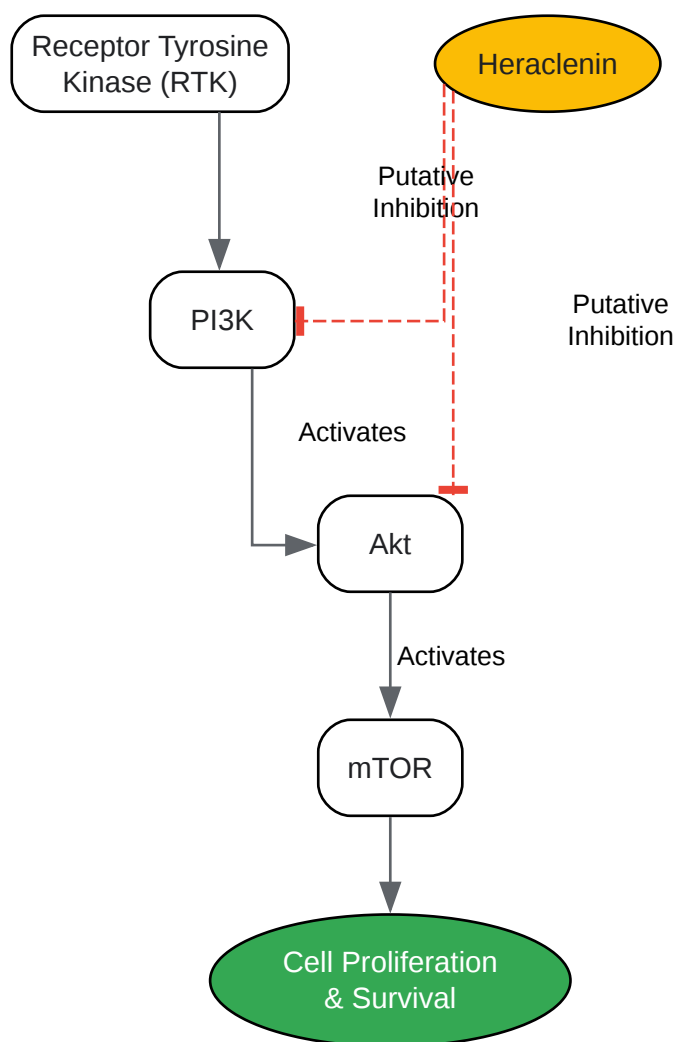 Receptor Tyrosine
Kinase (RTK)
Heraclenin
Putative
Inhibition
PI3K
Putative
Inhibition
Activates
Akt
Activates
mTOR
Cell Proliferation
& Survival